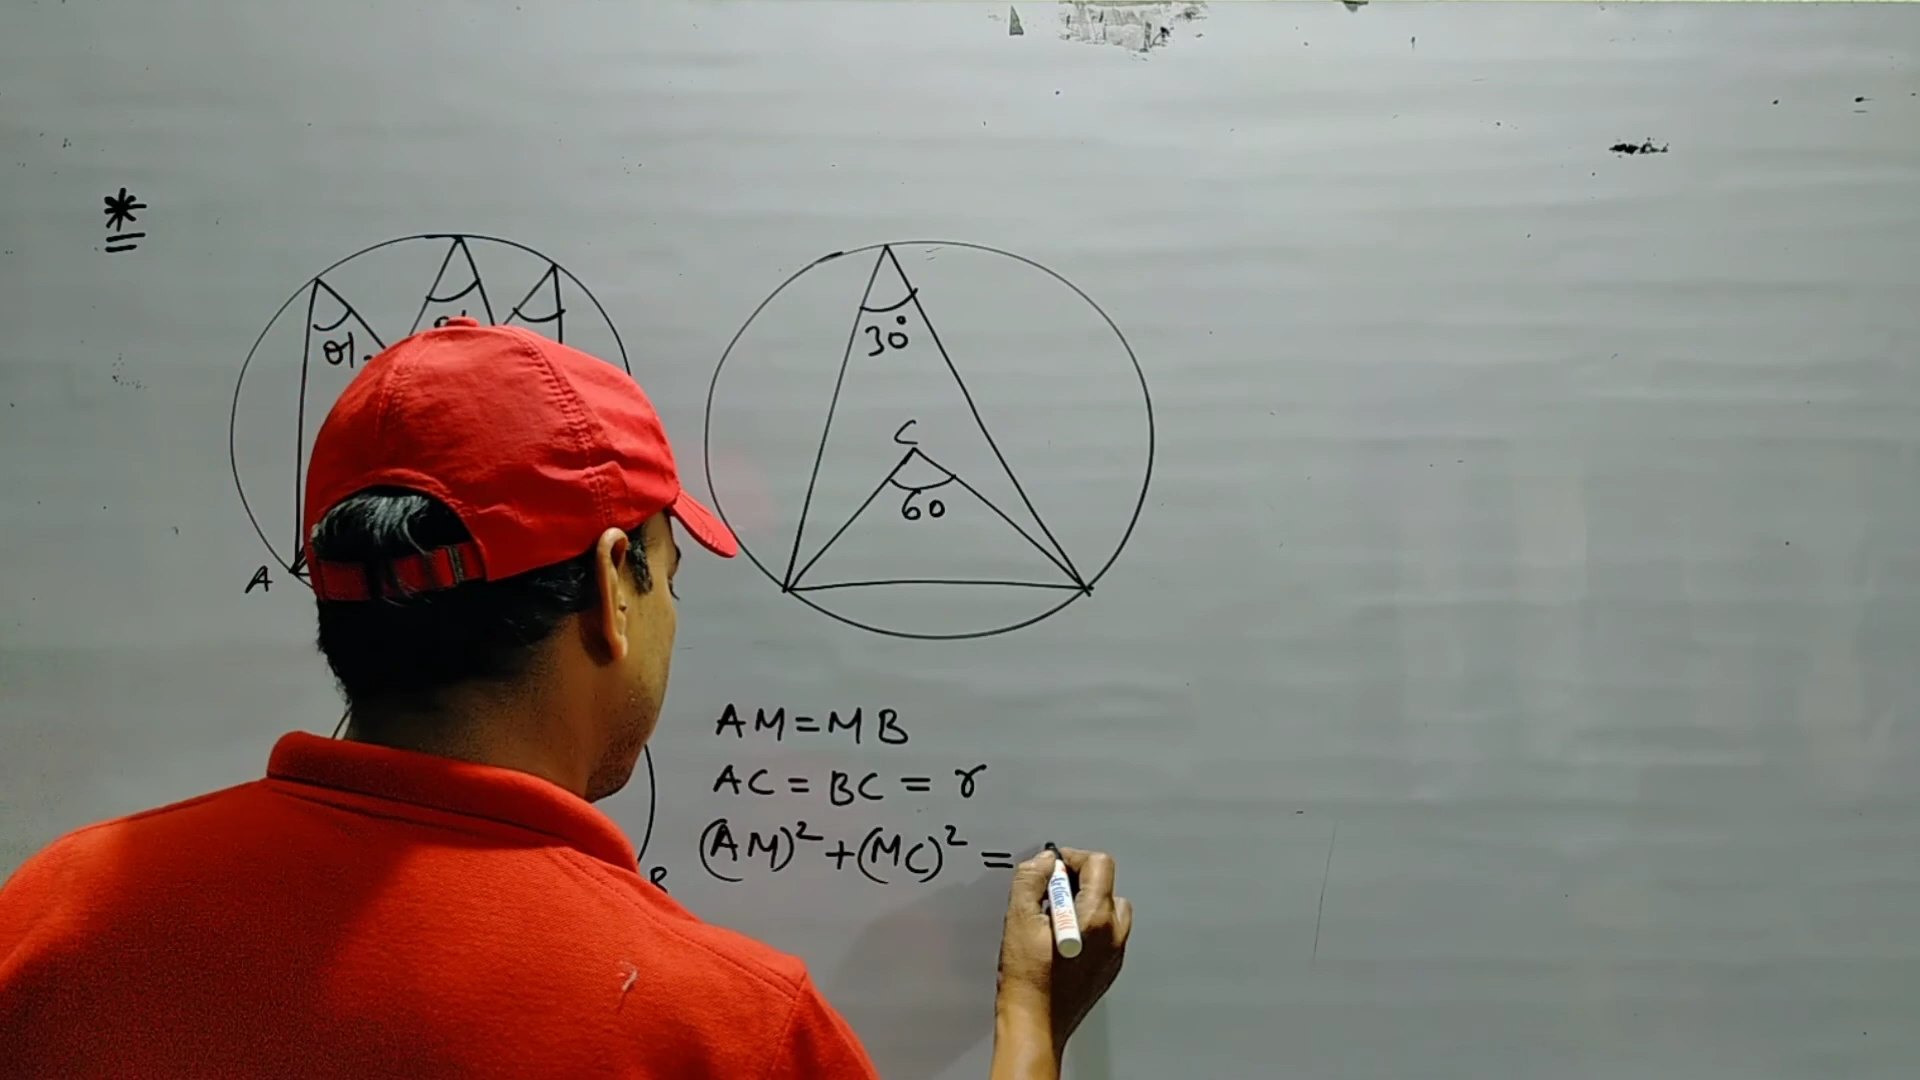 *
30°
C
60
A
AM=MB
AC = BC = r
(AM)²+(MC)² =
B